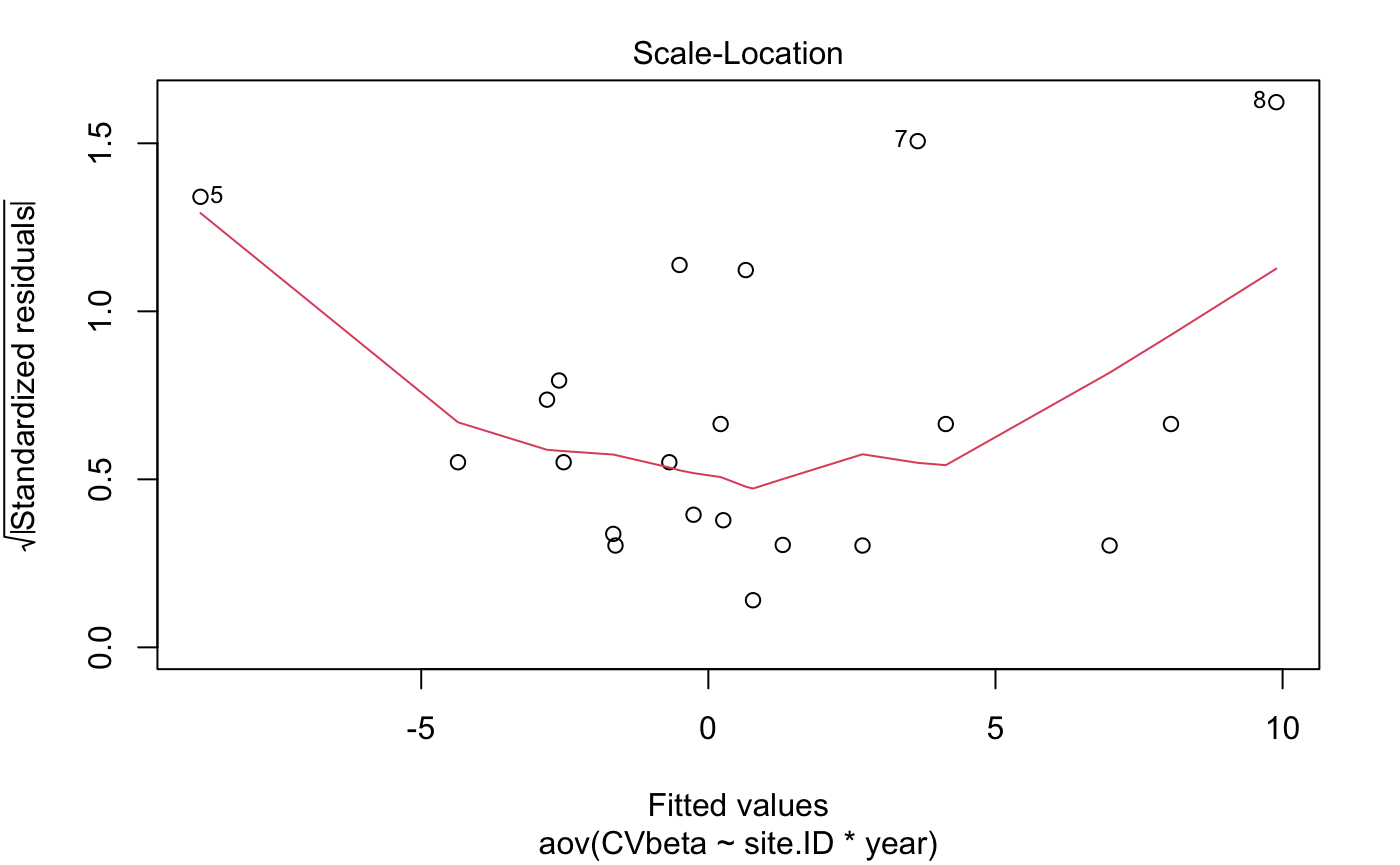 Scale-Location
√|Standardized residuals|
1.5
1.0
0.5
0.0
5
7
8
-5
0
5
10
Fitted values
aov(CVbeta ~ site.ID * year)